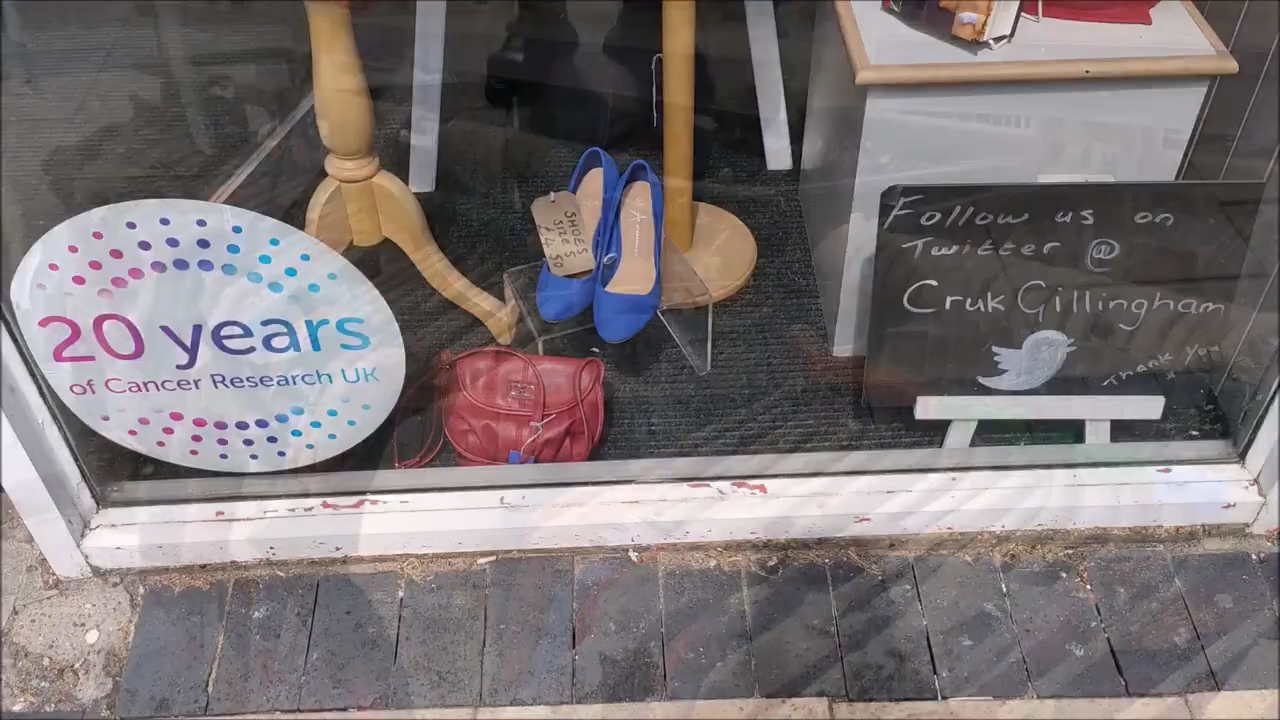 20 years
of Cancer Research UK
SHOES
SIZE 5
£4.50
Follow us on
Twitter @
Cruk Gillingham
Thank You
x